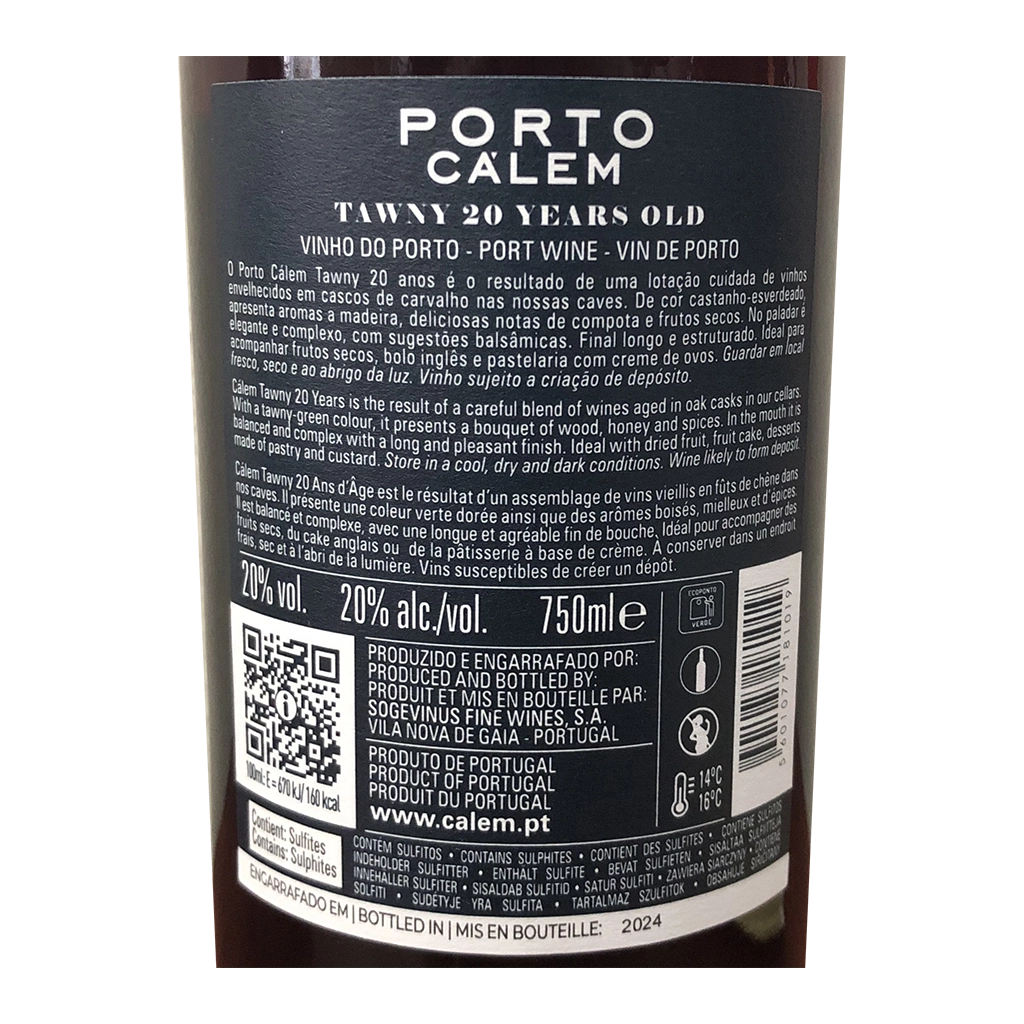 PORTO
CÁLEM
TAWNY 20 YEARS OLD
VINHO DO PORTO - PORT WINE - VIN DE PORTO
O Porto Cálem Tawny 20 anos é o resultado de uma lotação cuidada de vinhos
envelhecidos em cascos de carvalho nas nossas caves. De cor castanho-esverdeado,
apresenta aromas a madeira, deliciosas notas de compota e frutos secos. No paladar é
elegante e complexo, com sugestões balsâmicas. Final longo e estruturado. Ideal para
acompanhar frutos secos, bolo inglês e pastelaria com creme de ovos. Guardar em local
fresco, seco e ao abrigo da luz. Vinho sujeito a criação de depósito.
Cálem Tawny 20 Years is the result of a careful blend of wines aged in oak casks in our cellars.
With a tawny-green colour, it presents a bouquet of wood, honey and spices. In the mouth it is
balanced and complex with a long and pleasant finish. Ideal with dried fruit, fruit cake, desserts
made of pastry and custard. Store in a cool, dry and dark conditions. Wine likely to form deposit.
Cálem Tawny 20 Ans d'Âge est le résultat d'un assemblage de vins vieillis en fûts de chêne dans
nos caves. Il présente une coleur verte dorée ainsi que des arômes boisés, mielleux et d'épices.
Il est balancé et complexe, avec une longue et agréable fin de bouche. Idéal pour accompagner des
fruits secs, du cake anglais ou de la pâtisserie à base de crème. À conserver dans un endroit
frais, sec et à l'abri de la lumière. Vins susceptibles de créer un dépôt.
20% vol. 20% alc./vol. 750ml e
ECOPONTO
VERDE
PRODUZIDO E ENGARRAFADO POR:
PRODUCED AND BOTTLED BY:
PRODUIT ET MIS EN BOUTEILLE PAR:
SOGEVINUS FINE WINES, S.A.
VILA NOVA DE GAIA - PORTUGAL
PRODUTO DE PORTUGAL
PRODUCT OF PORTUGAL
PRODUIT DU PORTUGAL
www.calem.pt
i
100ml: E = 670 kJ/ 160 kcal
14ºC
16ºC
5 601077 181019
Contient: Sulfites
Contains: Sulphites
CONTÉM SULFITOS • CONTAINS SULPHITES • CONTIENT DES SULFITES • CONTIENE SULFITOS
INDEHOLDER SULFITTER • ENTHÄLT SULFITE • BEVAT SULFIETEN • SISÄLTÄÄ SULFIITTIA
INNEHALLER SULFITER • SISALDAB SULFITID • SATUR SULFITI • ZAWIERA SIARCZYNY • CONTIENE
SOLFITI • SUDĖTYJE YRA SULFITA • TARTALMAZ SZULFITOK • OBSAHUJE SIRIČITANY
ENGARRAFADO EM | BOTTLED IN | MIS EN BOUTEILLE: 2024